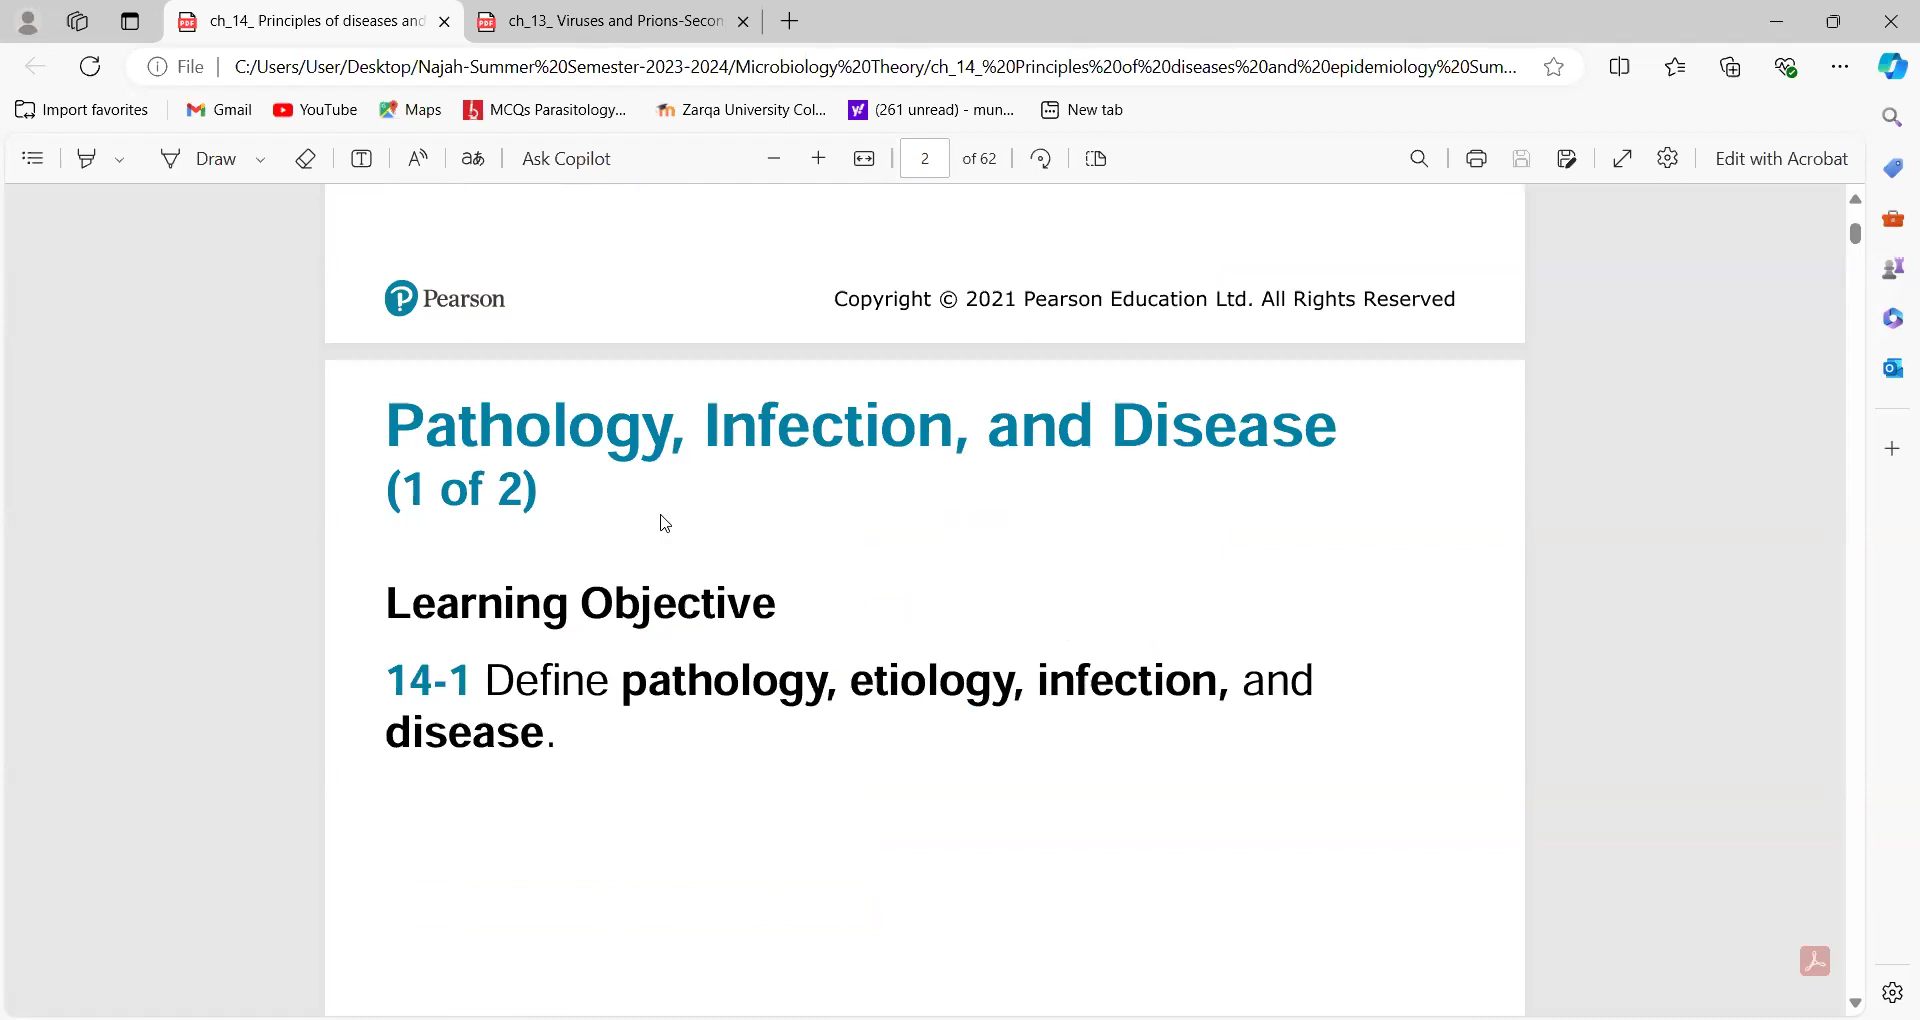 ch_14_ Principles of diseases and
ch_13_ Viruses and Prions-Secon
File
C:/Users/User/Desktop/Najah-Summer%20Semester-2023-2024/Microbiology%20Theory/ch_14_%20Principles%20of%20diseases%20and%20epidemiology%20Sum...
Import favorites
Gmail
YouTube
Maps
MCQs Parasitology...
Zarqa University Col...
(261 unread) - mun...
New tab
Draw
Ask Copilot
2 of 62
Edit with Acrobat
Pearson
Copyright © 2021 Pearson Education Ltd. All Rights Reserved
Pathology, Infection, and Disease
(1 of 2)
Learning Objective
14-1 Define pathology, etiology, infection, and
disease.